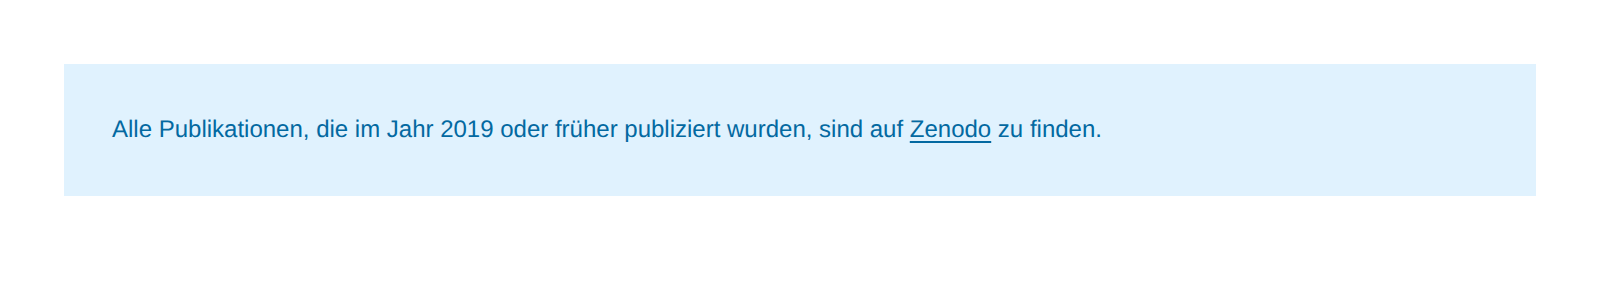 Alle Publikationen, die im Jahr 2019 oder früher publiziert wurden, sind auf Zenodo zu finden.